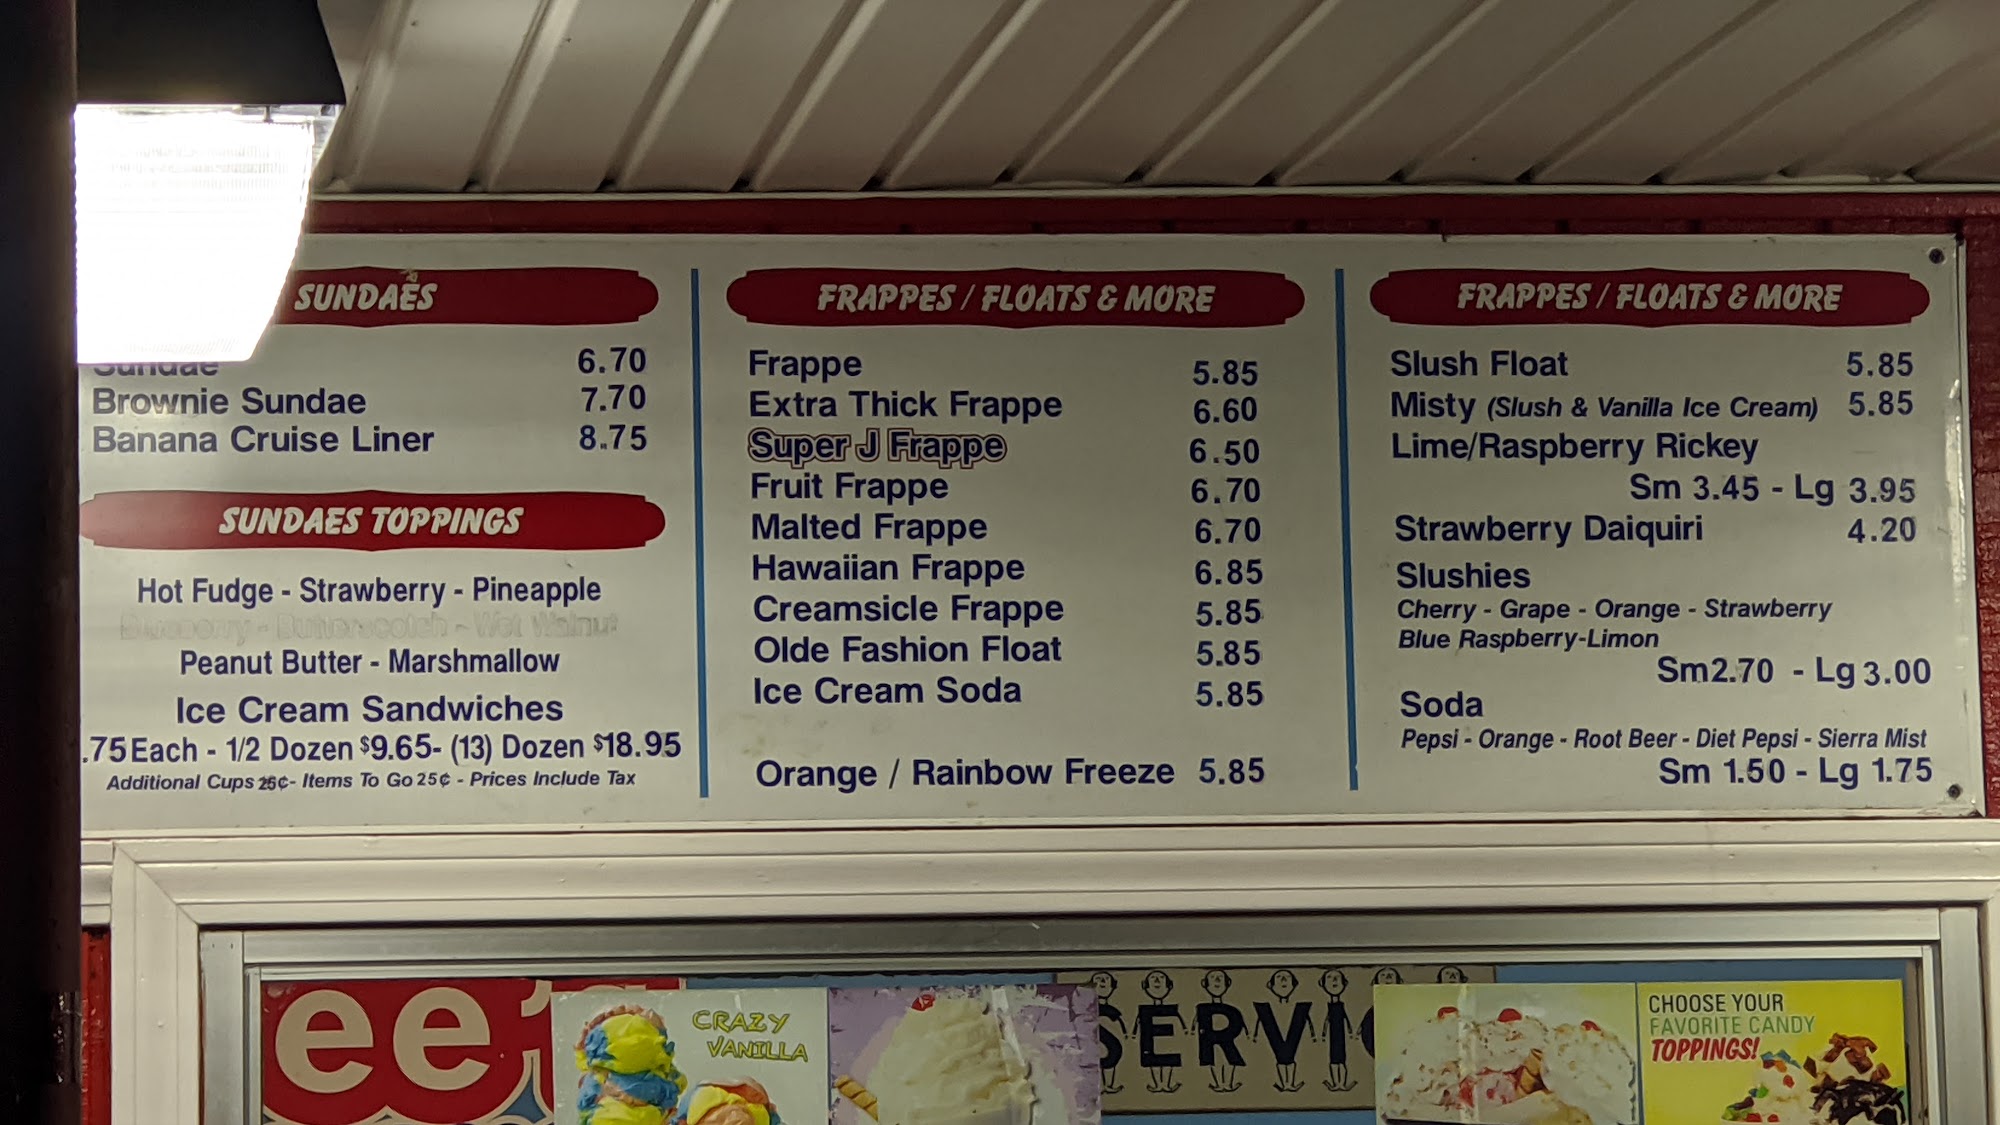 SUNDAES
Sundae 6.70
Brownie Sundae 7.70
Banana Cruise Liner 8.75
SUNDAES TOPPINGS
Hot Fudge - Strawberry - Pineapple
Blueberry - Butterscotch - Wet Walnut
Peanut Butter - Marshmallow
Ice Cream Sandwiches
.75 Each - 1/2 Dozen $9.65- (13) Dozen $18.95
Additional Cups 25¢- Items To Go 25¢ - Prices Include Tax
FRAPPES / FLOATS & MORE
Frappe 5.85
Extra Thick Frappe 6.60
Super J Frappe 6.50
Fruit Frappe 6.70
Malted Frappe 6.70
Hawaiian Frappe 6.85
Creamsicle Frappe 5.85
Olde Fashion Float 5.85
Ice Cream Soda 5.85
Orange / Rainbow Freeze 5.85
FRAPPES / FLOATS & MORE
Slush Float 5.85
Misty (Slush & Vanilla Ice Cream) 5.85
Lime/Raspberry Rickey
Sm 3.45 - Lg 3.95
Strawberry Daiquiri 4.20
Slushies
Cherry - Grape - Orange - Strawberry
Blue Raspberry-Limon
Sm 2.70 - Lg 3.00
Soda
Pepsi - Orange - Root Beer - Diet Pepsi - Sierra Mist
Sm 1.50 - Lg 1.75
ee
CRAZY
VANILLA
SERVIC
CHOOSE YOUR
FAVORITE CANDY
TOPPINGS!